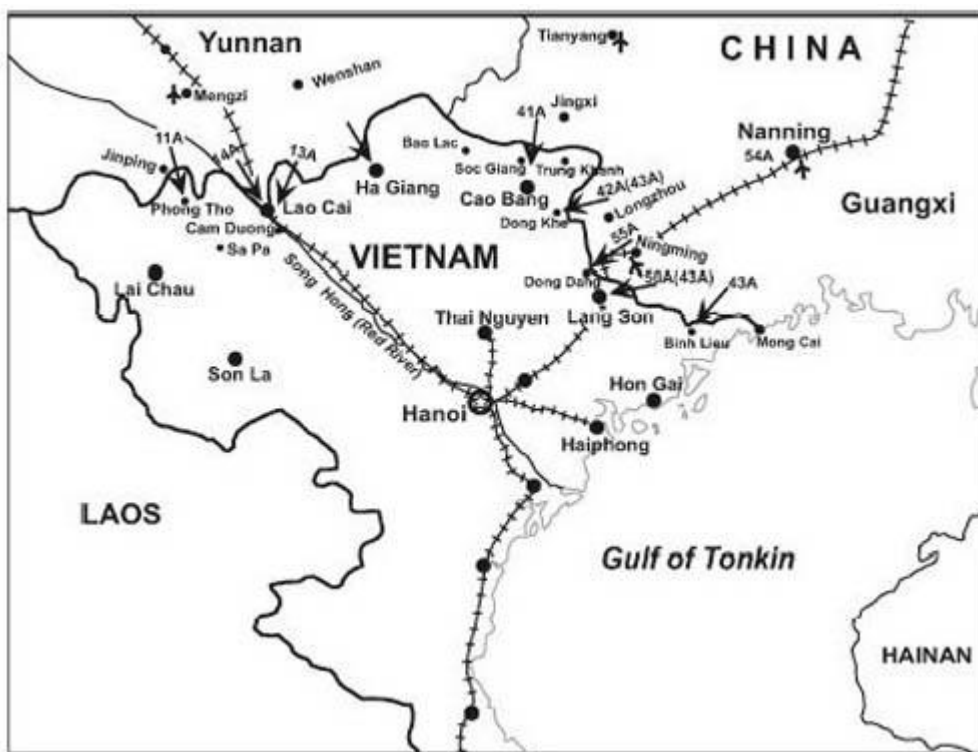 Yunnan
Tianyang
CHINA
Wenshan
Mengzi
Jingxi
41A
11A
14A
13A
Bao Lac
Nanning
54A
Jinping
Soc Giang
Trung Khanh
Ha Giang
Cao Bang
42A(43A)
Phong Tho
Lao Cai
Dong Khe
Longzhou
Guangxi
Cam Duong
VIETNAM
55A
Sa Pa
Ningming
Lai Chau
Song Hong (Red River)
Dong Dang
50A(43A)
43A
Thai Nguyen
Lang Son
Binh Lieu
Mong Cai
Son La
Hon Gai
Hanoi
Haiphong
LAOS
Gulf of Tonkin
HAINAN